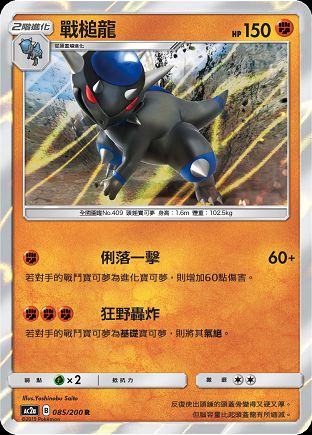 2階進化
戰槌龍
HP150
從頭蓋龍進化
全國圖鑑No.409 頭錘寶可夢 身高:1.6m 體重:102.5kg
俐落一擊 60+
若對手的戰鬥寶可夢為進化寶可夢,則增加60點傷害。
狂野轟炸
若對手的戰鬥寶可夢為基礎寶可夢,則將其氣絕。
弱點 ×2 抵抗力 撤退
Illus.Yoshinobu Saito
AC2a B 085/200 R
©2019 Pokémon
反覆使出頭錘的頭蓋骨變得又硬又厚。
但腦容量比起頭骨卻小得多。